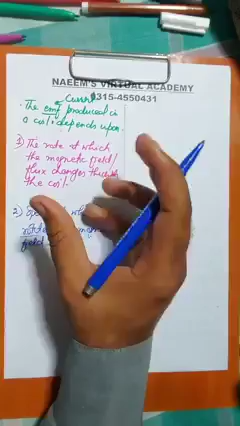 NAEEM'S VIRTUAL ACADEMY
0315-4550431
Current
The emf produced in
a coil depends upon.
1) The rate at which
the magnetic field/
flux changes through
the coil.
2)
field